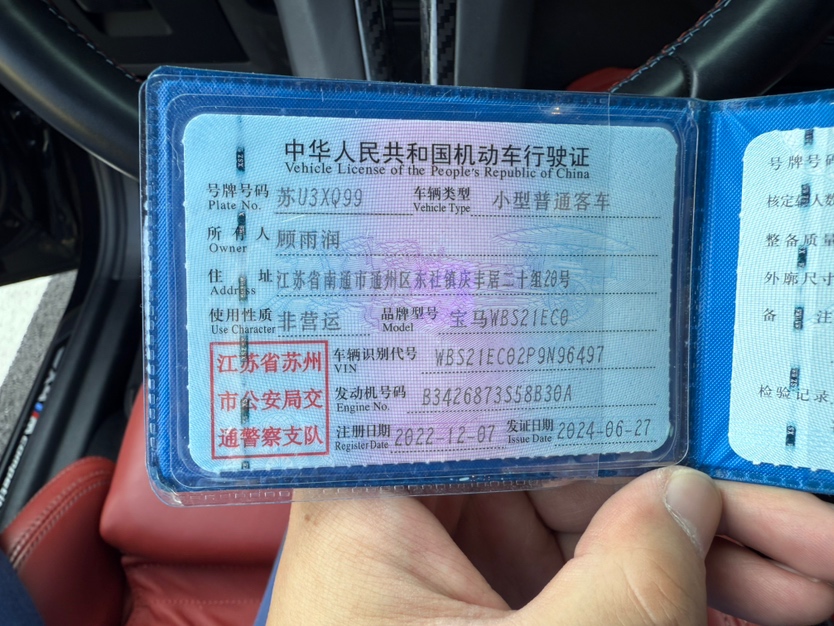 中华人民共和国机动车行驶证
Vehicle License of the People's Republic of China
号牌号码 苏U3XQ99 车辆类型 小型普通客车
Plate No. Vehicle Type
所有人 顾雨润
Owner
住址 江苏省南通市通州区东社镇庆丰居二十组20号
Address
使用性质 非营运 品牌型号 宝马WBS21EC0
Use Character Model
江苏省苏州
市公安局交
通警察支队
车辆识别代号 WBS21EC02P9N96497
VIN
发动机号码 B3426873S58B30A
Engine No.
注册日期 2022-12-07 发证日期 2024-06-27
Register Date Issue Date
号牌号码
核定人数
整备质量
外廓尺寸
备注
检验记录